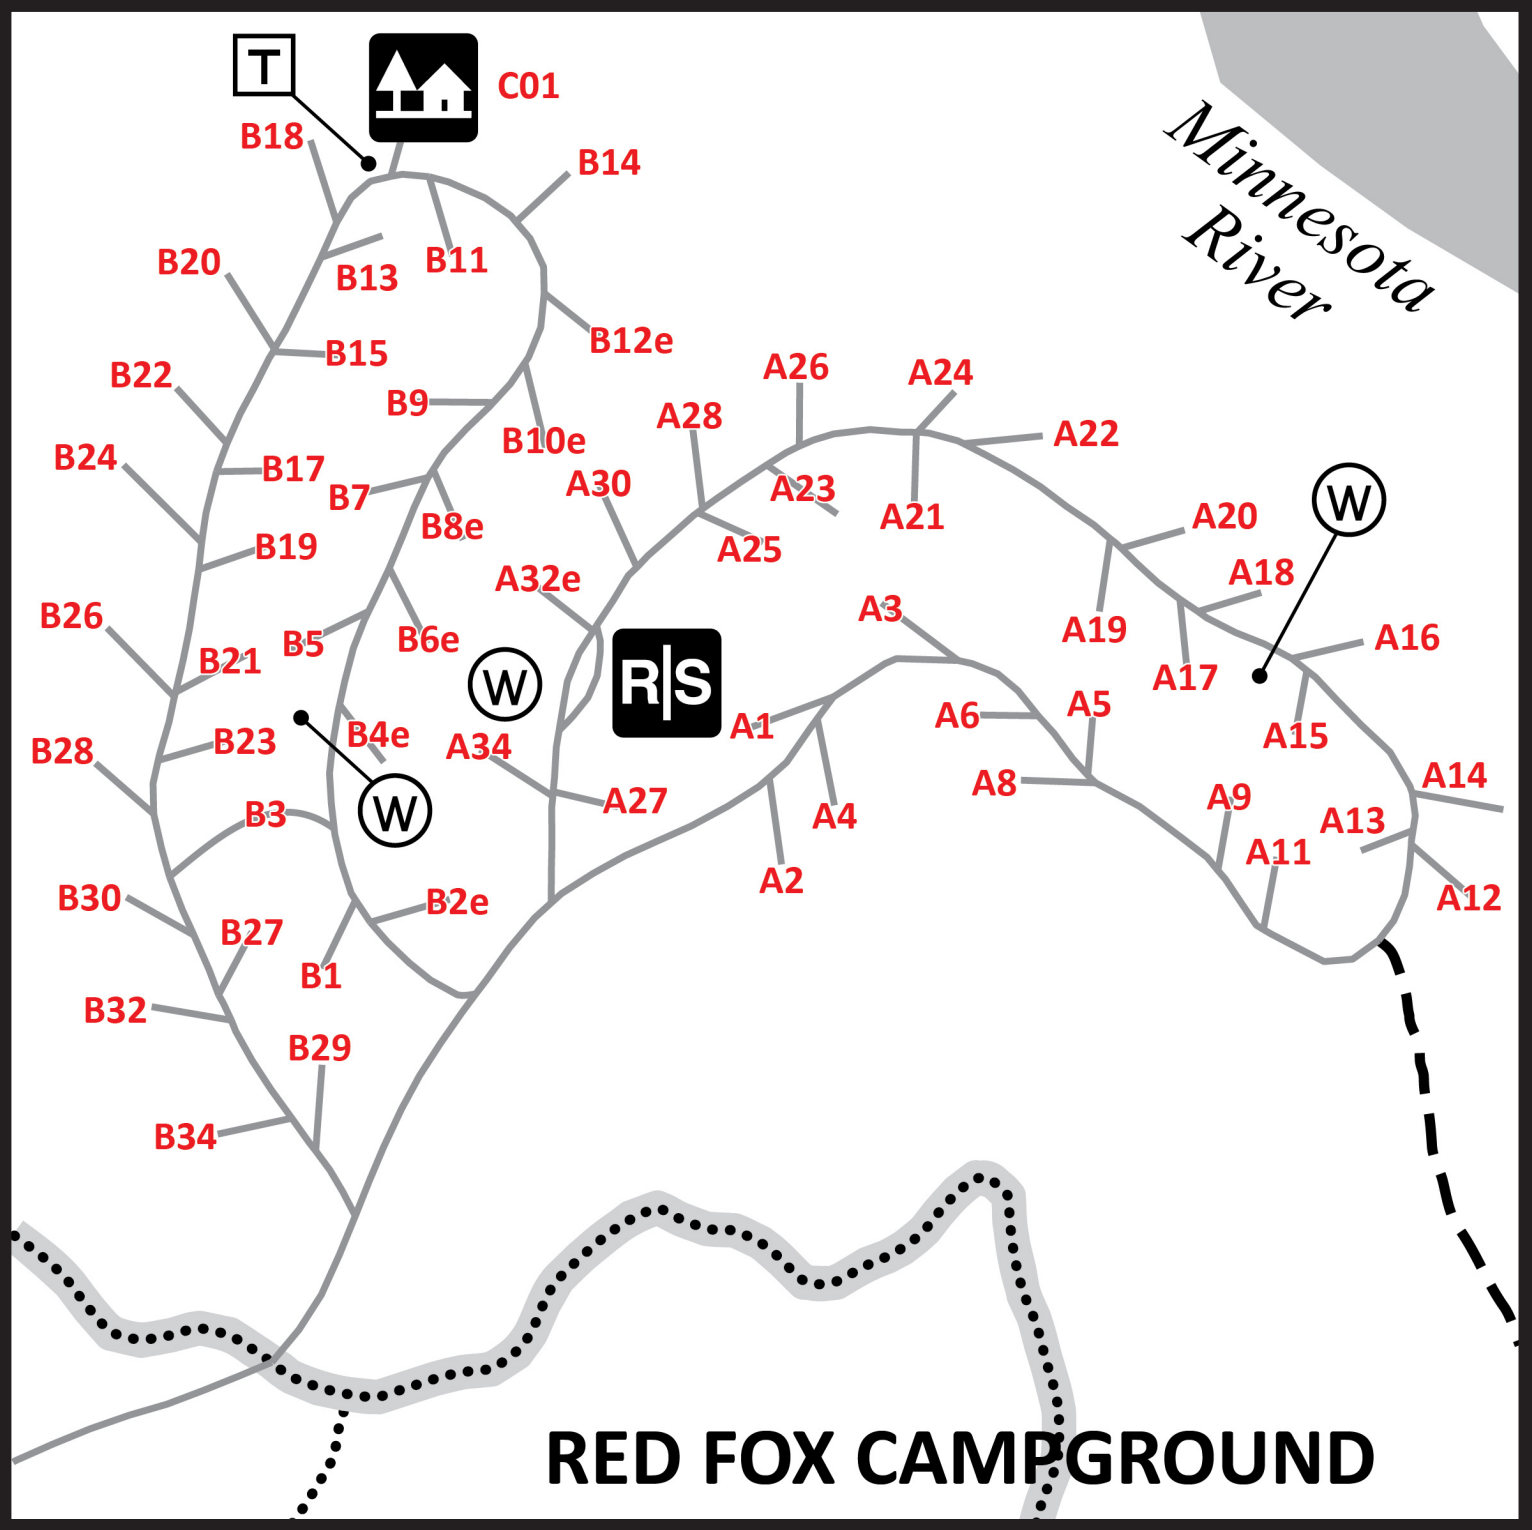 T
C01
B18
B14
B20
B13
B11
Minnesota
River
B15
B12e
B22
B9
B10e
A26
A24
A28
A22
B24
B17
B7
B8e
A30
A23
A21
A25
W
A20
B19
A32e
A18
B26
B21
B5
B6e
W
R|S
A3
A19
A16
A17
B28
B23
B4e
A34
A1
A6
A5
A15
B3
W
A27
A4
A8
A9
A14
A13
A11
B30
B27
B2e
A2
A12
B1
B32
B29
B34
RED FOX CAMPGROUND